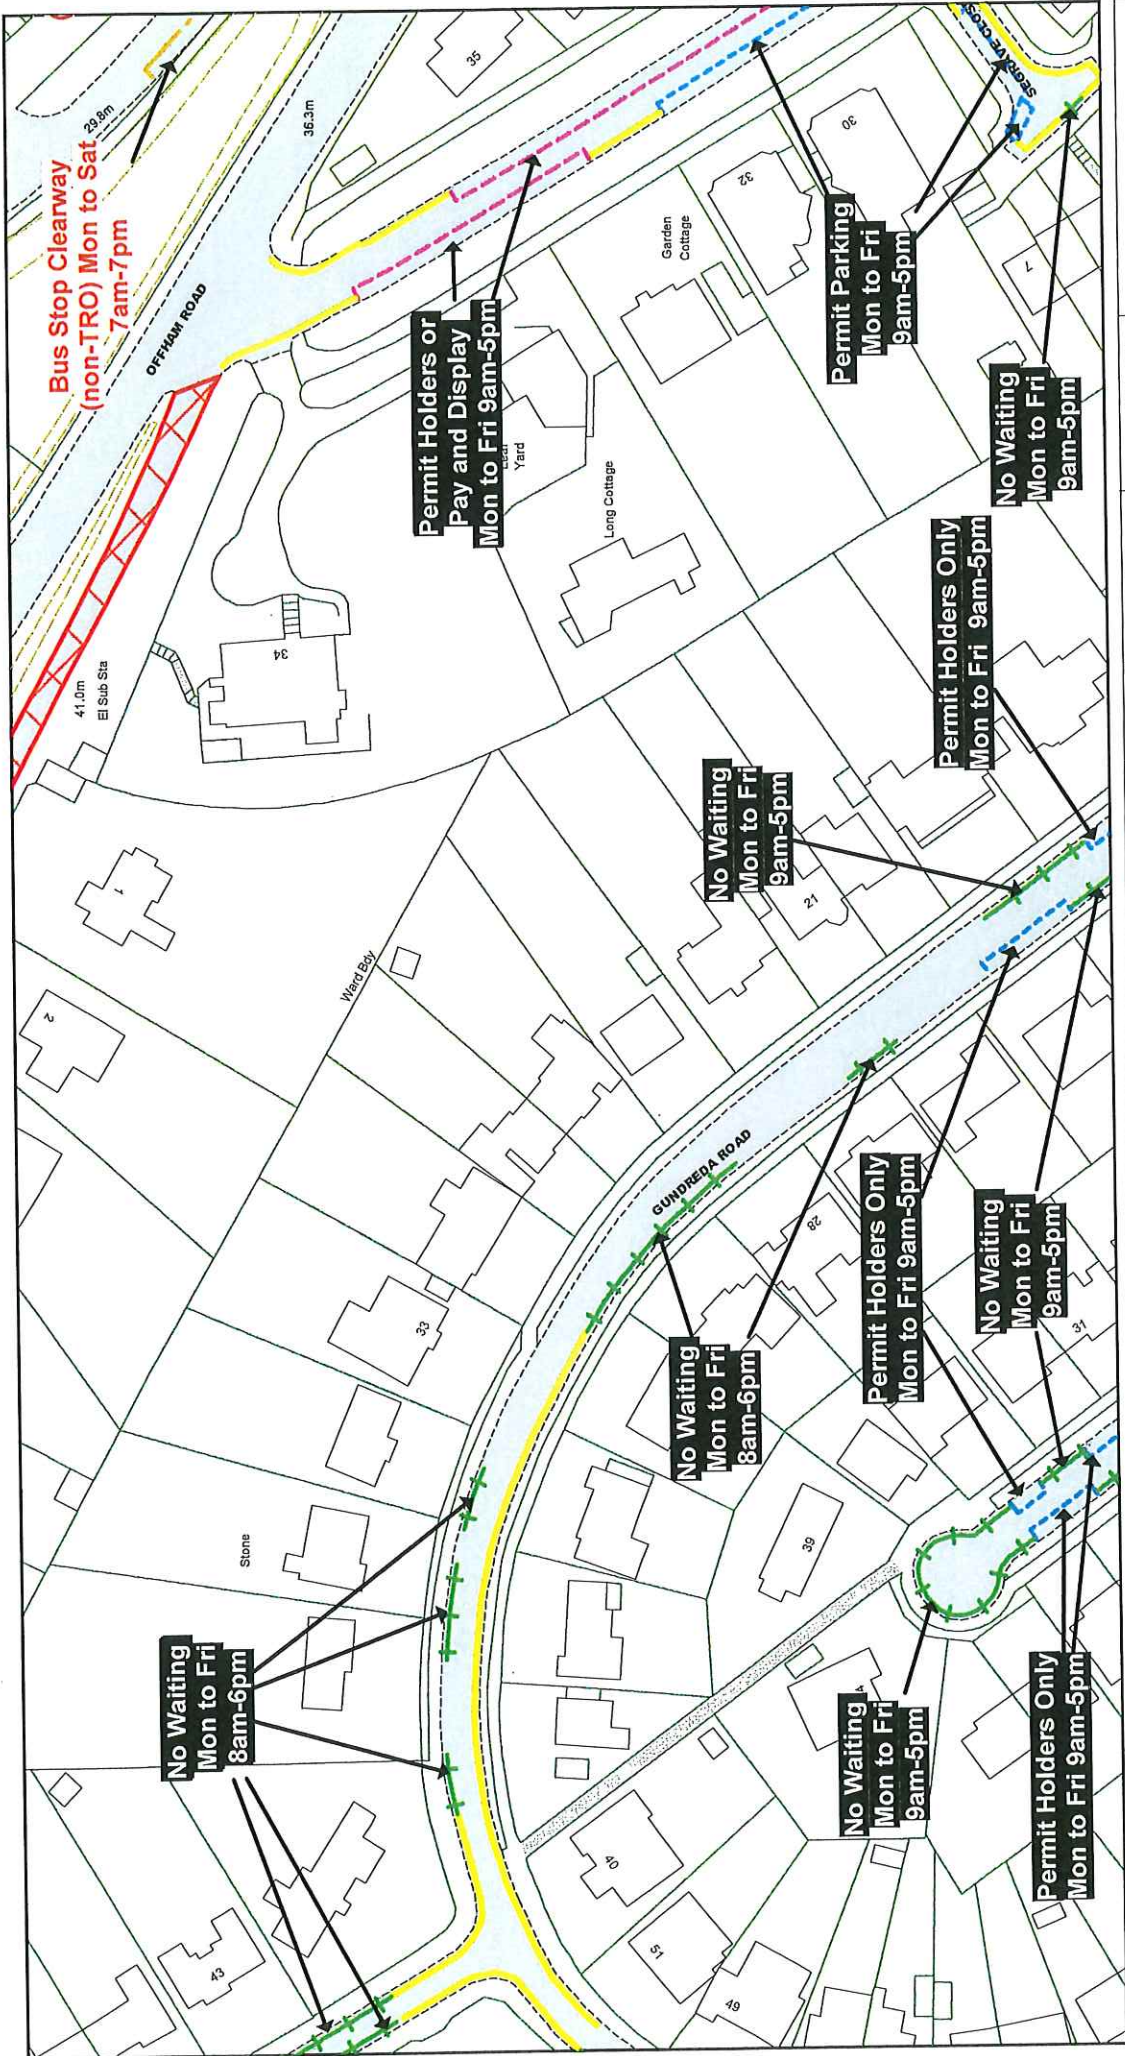 Bus Stop Clearway
(non-TRO) Mon to Sat
7am-7pm
29.8m
35
36.3m
OFFHAM ROAD
SEGRAVE CLOS
30
32
Garden
Cottage
7
Permit Parking
Mon to Fri
9am-5pm
Permit Holders or
Pay and Display
Mon to Fri 9am-5pm
Yard
Long Cottage
No Waiting
Mon to Fri
9am-5pm
41.0m
El Sub Sta
34
Permit Holders Only
Mon to Fri 9am-5pm
No Waiting
Mon to Fri
9am-5pm
21
1
2
Ward Bdy
GUNDREDA ROAD
28
33
Permit Holders Only
Mon to Fri 9am-5pm
No Waiting
Mon to Fri
9am-5pm
31
No Waiting
Mon to Fri
8am-6pm
39
Stone
No Waiting
Mon to Fri
8am-6pm
No Waiting
Mon to Fri
9am-5pm
Permit Holders Only
Mon to Fri 9am-5pm
40
43
51
49